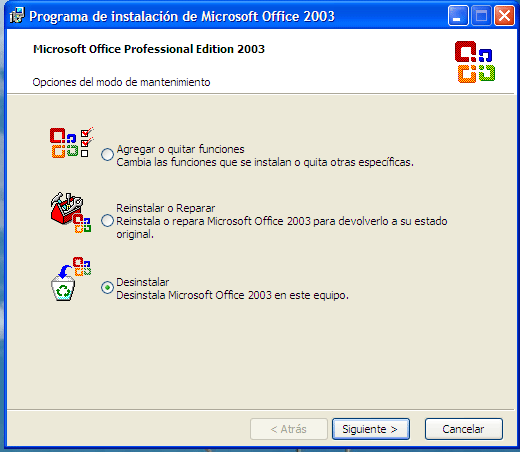 Programa de instalación de Microsoft Office 2003
Microsoft Office Professional Edition 2003
Opciones del modo de mantenimiento
Agregar o quitar funciones
Cambia las funciones que se instalan o quita otras específicas.
Reinstalar o Reparar
Reinstala o repara Microsoft Office 2003 para devolverlo a su estado
original.
Desinstalar
Desinstala Microsoft Office 2003 en este equipo.
< Atrás
Siguiente >
Cancelar